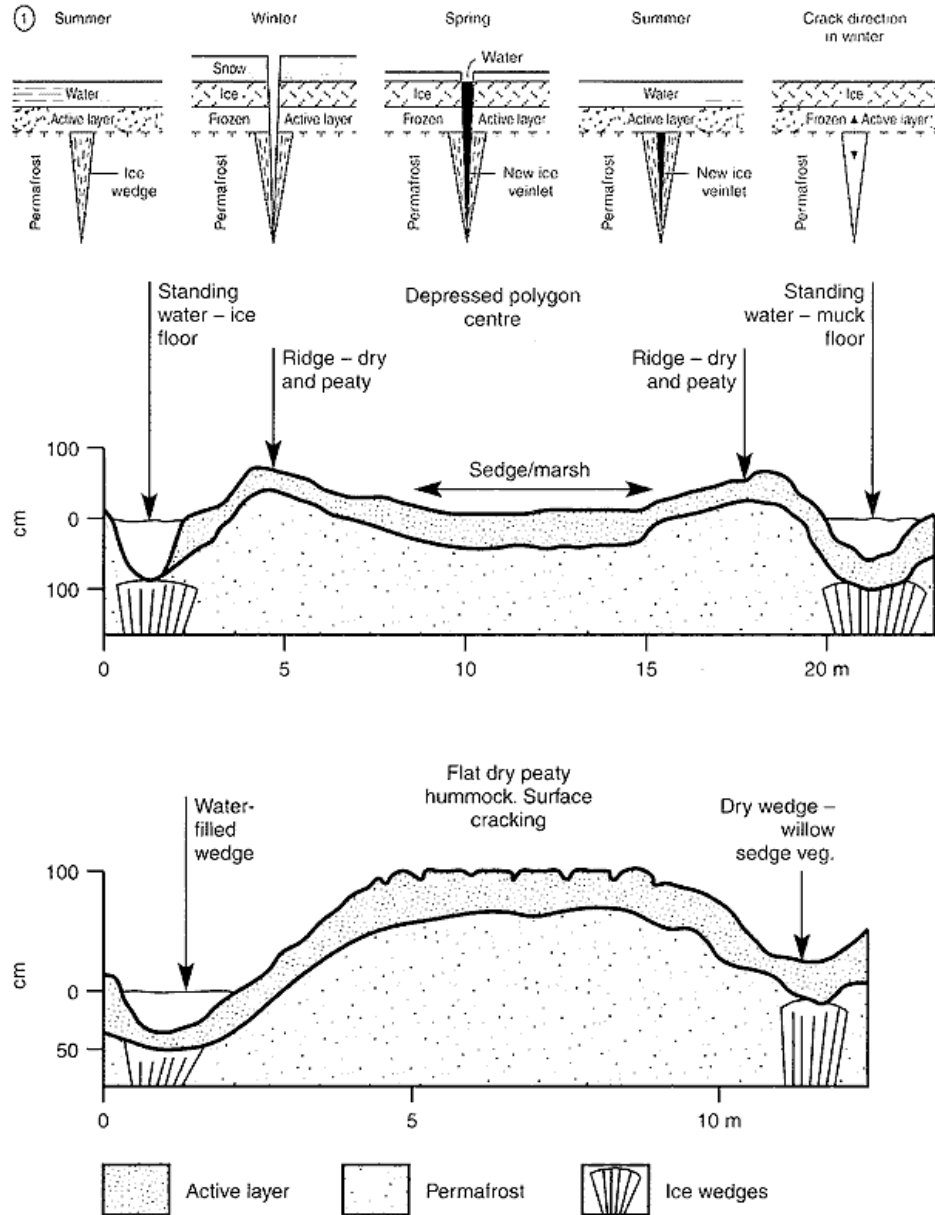 ① Summer
Winter
Spring
Summer
Crack direction
in winter
Water
Snow
Water
Ice
Active layer
Permafrost
Ice
wedge
Ice
Frozen
Active layer
Permafrost
Ice
Frozen
Active layer
Permafrost
New ice
veinlet
Water
Active layer
Permafrost
New ice
veinlet
Ice
Frozen
Active layer
Permafrost
Standing
water – ice
floor
Depressed polygon
centre
Standing
water – muck
floor
Ridge – dry
and peaty
Ridge – dry
and peaty
Sedge/marsh
100
0
100
cm
0
5
10
15
20 m
Water-
filled
wedge
Flat dry peaty
hummock. Surface
cracking
Dry wedge –
willow
sedge veg.
100
0
50
cm
0
5
10 m
Active layer
Permafrost
Ice wedges